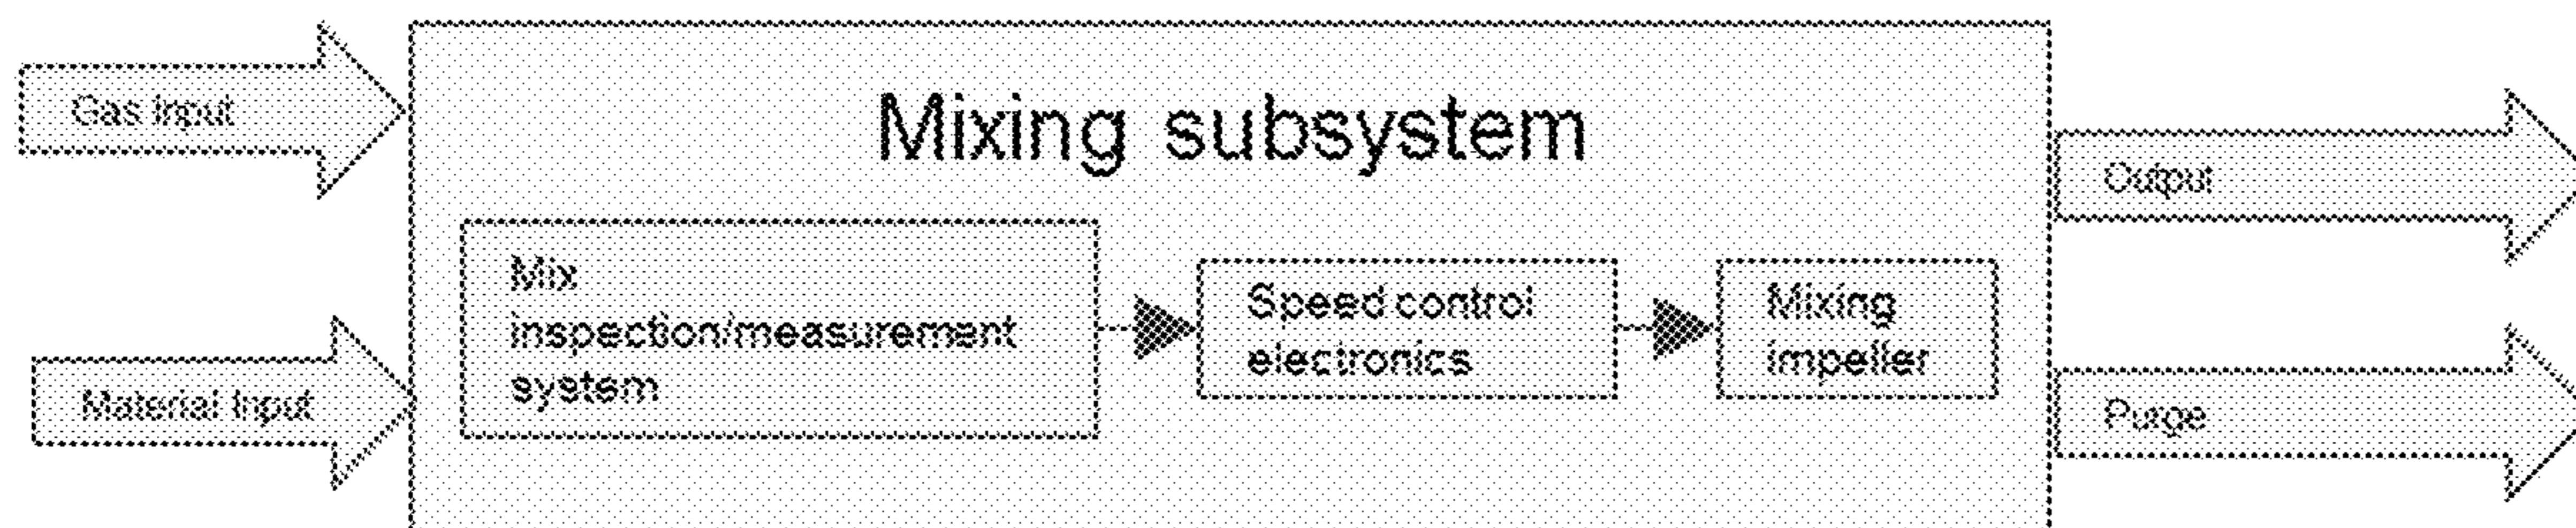 Gas Input
Mixing subsystem
Output
Mix
inspection/measurement
system
Speed control
electronics
Mixing
impeller
Material Input
Purge